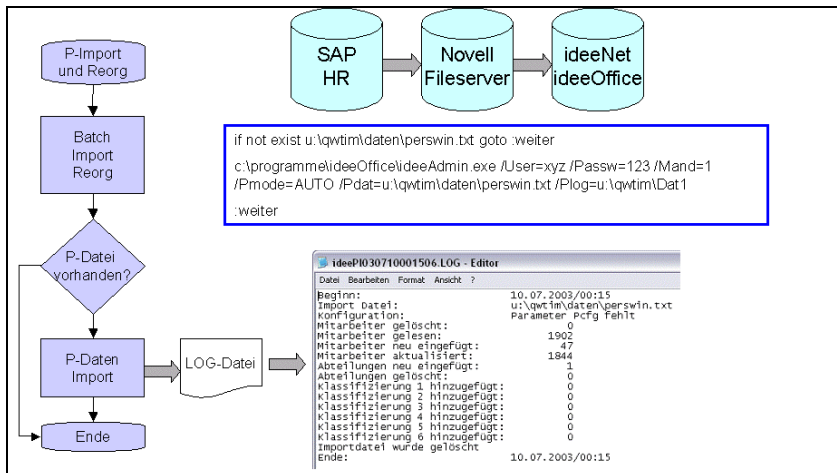 P-Import
und Reorg
Batch
Import
Reorg
P-Datei
vorhanden?
P-Daten
Import
Ende
LOG-Datei
SAP
HR
Novell
Fileserver
ideeNet
ideeOffice
if not exist u:\qwtim\daten\perswin.txt goto :weiter
c:\programme\ideeOffice\ideeAdmin.exe /User=xyz /Passw=123 /Mand=1
/Pmode=AUTO /Pdat=u:\qwtim\daten\perswin.txt /Plog=u:\qwtim\Dat1
:weiter
ideePI030710001506.LOG - Editor
Datei Bearbeiten Format Ansicht ?
Beginn: 10.07.2003/00:15
Import Datei: u:\qwtim\daten\perswin.txt
Konfiguration: Parameter Pcfg fehlt
Mitarbeiter gelöscht: 0
Mitarbeiter gelesen: 1902
Mitarbeiter neu eingefügt: 47
Mitarbeiter aktualisiert: 1844
Abteilungen neu eingefügt: 1
Abteilungen gelöscht: 0
Klassifizierung 1 hinzugefügt: 0
Klassifizierung 2 hinzugefügt: 0
Klassifizierung 3 hinzugefügt: 0
Klassifizierung 4 hinzugefügt: 0
Klassifizierung 5 hinzugefügt: 0
Klassifizierung 6 hinzugefügt: 0
Importdatei wurde gelöscht
Ende: 10.07.2003/00:15